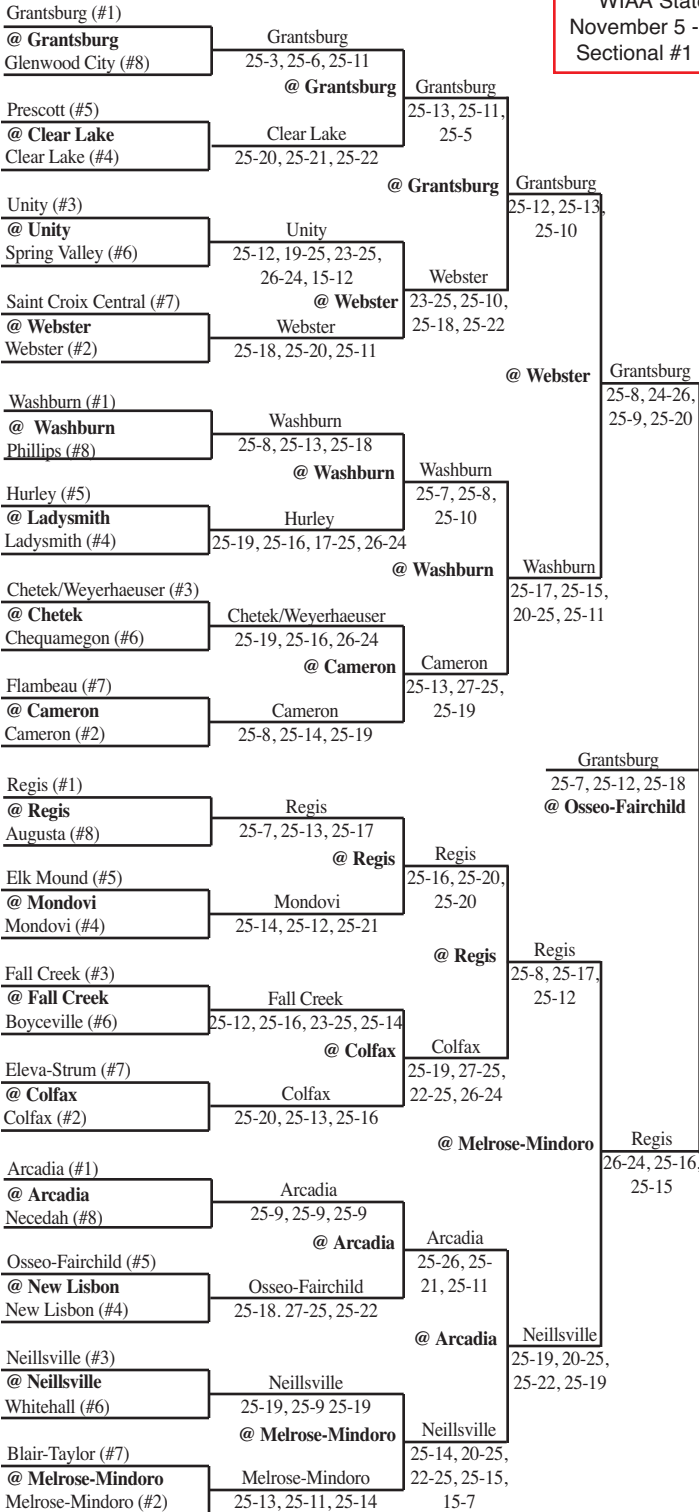 WIAA State
November 5 -
Sectional #1
Grantsburg (#1)
@ Grantsburg
Glenwood City (#8)
Prescott (#5)
@ Clear Lake
Clear Lake (#4)
Unity (#3)
@ Unity
Spring Valley (#6)
Saint Croix Central (#7)
@ Webster
Webster (#2)
Washburn (#1)
@ Washburn
Phillips (#8)
Hurley (#5)
@ Ladysmith
Ladysmith (#4)
Chetek/Weyerhaeuser (#3)
@ Chetek
Chequamegon (#6)
Flambeau (#7)
@ Cameron
Cameron (#2)
Regis (#1)
@ Regis
Augusta (#8)
Elk Mound (#5)
@ Mondovi
Mondovi (#4)
Fall Creek (#3)
@ Fall Creek
Boyceville (#6)
Eleva-Strum (#7)
@ Colfax
Colfax (#2)
Arcadia (#1)
@ Arcadia
Necedah (#8)
Osseo-Fairchild (#5)
@ New Lisbon
New Lisbon (#4)
Neillsville (#3)
@ Neillsville
Whitehall (#6)
Blair-Taylor (#7)
@ Melrose-Mindoro
Melrose-Mindoro (#2)
Grantsburg
25-3, 25-6, 25-11
@ Grantsburg
Clear Lake
25-20, 25-21, 25-22
Unity
25-12, 19-25, 23-25,
26-24, 15-12
@ Webster
Webster
25-18, 25-20, 25-11
Washburn
25-8, 25-13, 25-18
@ Washburn
Hurley
25-19, 25-16, 17-25, 26-24
Chetek/Weyerhaeuser
25-19, 25-16, 26-24
@ Cameron
Cameron
25-8, 25-14, 25-19
Regis
25-7, 25-13, 25-17
@ Regis
Mondovi
25-14, 25-12, 25-21
Fall Creek
25-12, 25-16, 23-25, 25-14
@ Colfax
Colfax
25-20, 25-13, 25-16
Arcadia
25-9, 25-9, 25-9
@ Arcadia
Osseo-Fairchild
25-18. 27-25, 25-22
Neillsville
25-19, 25-9 25-19
@ Melrose-Mindoro
Melrose-Mindoro
25-13, 25-11, 25-14
Grantsburg
25-13, 25-11,
25-5
@ Grantsburg
Webster
23-25, 25-10,
25-18, 25-22
Washburn
25-7, 25-8,
25-10
@ Washburn
Cameron
25-13, 27-25,
25-19
Regis
25-16, 25-20,
25-20
@ Regis
Colfax
25-19, 27-25,
22-25, 26-24
Arcadia
25-26, 25-
21, 25-11
@ Arcadia
Neillsville
25-14, 20-25,
22-25, 25-15,
15-7
Grantsburg
25-12, 25-13,
25-10
@ Webster
Washburn
25-17, 25-15,
20-25, 25-11
Regis
25-8, 25-17,
25-12
@ Melrose-Mindoro
Neillsville
25-19, 20-25,
25-22, 25-19
Grantsburg
25-8, 24-26,
25-9, 25-20
Grantsburg
25-7, 25-12, 25-18
@ Osseo-Fairchild
Regis
26-24, 25-16,
25-15